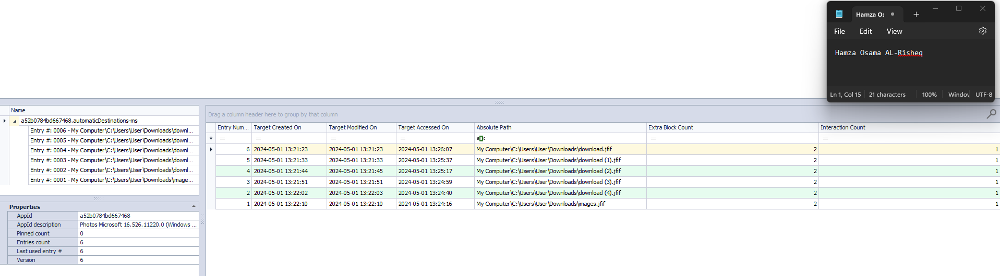 Hamza Os
File Edit View
Hamza Osama AL-Risheq
Ln 1, Col 15 21 characters 100% Window UTF-8
Name
a52b0784bd667468.automaticDestinations-ms
Entry #: 0006 - My Computer\C:\Users\User\Downloads\downl...
Entry #: 0005 - My Computer\C:\Users\User\Downloads\downl...
Entry #: 0004 - My Computer\C:\Users\User\Downloads\downl...
Entry #: 0003 - My Computer\C:\Users\User\Downloads\downl...
Entry #: 0002 - My Computer\C:\Users\User\Downloads\downl...
Entry #: 0001 - My Computer\C:\Users\User\Downloads\image...
Properties
AppId a52b0784bd667468
AppId description Photos Microsoft 16.526.11220.0 (Windows ...
Pinned count 0
Entries count 6
Last used entry # 6
Version 6
Drag a column header here to group by that column
Entry Num... Target Created On Target Modified On Target Accessed On Absolute Path Extra Block Count Interaction Count
= = = = ABC = =
6 2024-05-01 13:21:23 2024-05-01 13:21:23 2024-05-01 13:26:07 My Computer\C:\Users\User\Downloads\download.jfif 2 1
5 2024-05-01 13:21:33 2024-05-01 13:21:33 2024-05-01 13:25:37 My Computer\C:\Users\User\Downloads\download (1).jfif 2 1
4 2024-05-01 13:21:44 2024-05-01 13:21:45 2024-05-01 13:25:17 My Computer\C:\Users\User\Downloads\download (2).jfif 2 1
3 2024-05-01 13:21:51 2024-05-01 13:21:51 2024-05-01 13:24:59 My Computer\C:\Users\User\Downloads\download (3).jfif 2 1
2 2024-05-01 13:22:02 2024-05-01 13:22:03 2024-05-01 13:24:40 My Computer\C:\Users\User\Downloads\download (4).jfif 2 1
1 2024-05-01 13:22:10 2024-05-01 13:22:10 2024-05-01 13:24:16 My Computer\C:\Users\User\Downloads\images.jfif 2 1